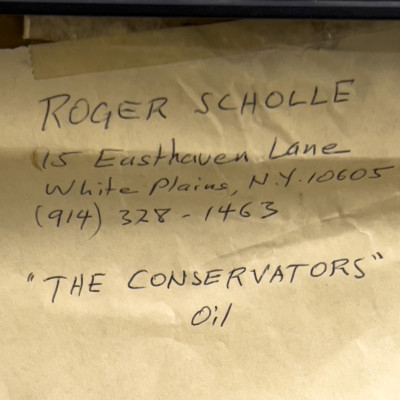 ROGER SCHOLLE
15 Easthaven Lane
White Plains, N.Y. 10605
(914) 328-1463
"THE CONSERVATORS"
Oil